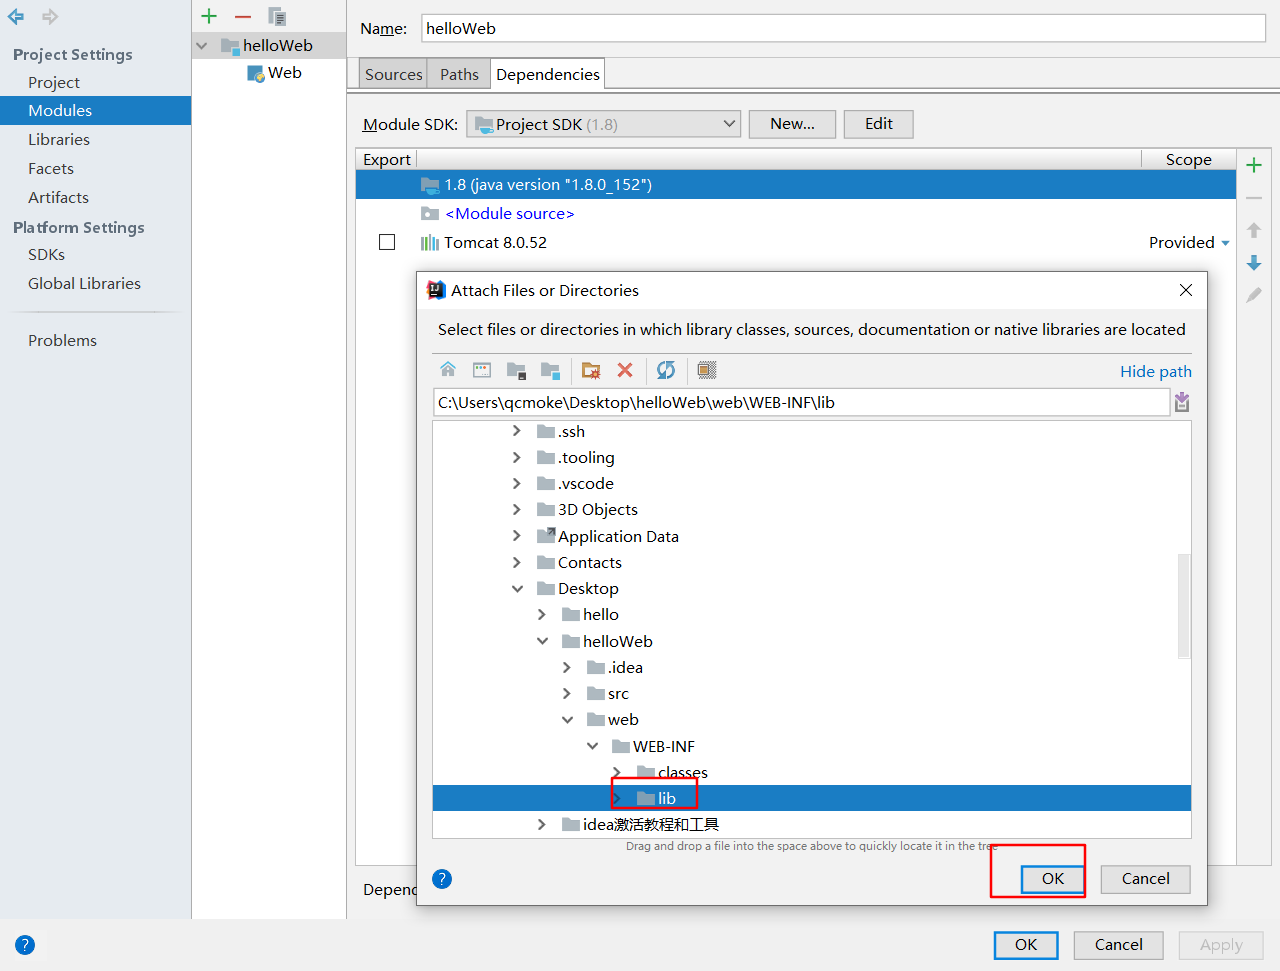 Project Settings
Project
Modules
Libraries
Facets
Artifacts
Platform Settings
SDKs
Global Libraries
Problems
helloWeb
Web
Name: helloWeb
Sources Paths Dependencies
Module SDK: Project SDK (1.8) New... Edit
Export Scope
1.8 (java version "1.8.0_152")
<Module source>
Tomcat 8.0.52 Provided
Attach Files or Directories
Select files or directories in which library classes, sources, documentation or native libraries are located
Hide path
C:\Users\qcmoke\Desktop\helloWeb\web\WEB-INF\lib
.ssh
.tooling
.vscode
3D Objects
Application Data
Contacts
Desktop
hello
helloWeb
.idea
src
web
WEB-INF
classes
lib
idea激活教程和工具
Drag and drop a file into the space above to quickly locate it in the tree
? OK Cancel
Depend
? OK Cancel Apply